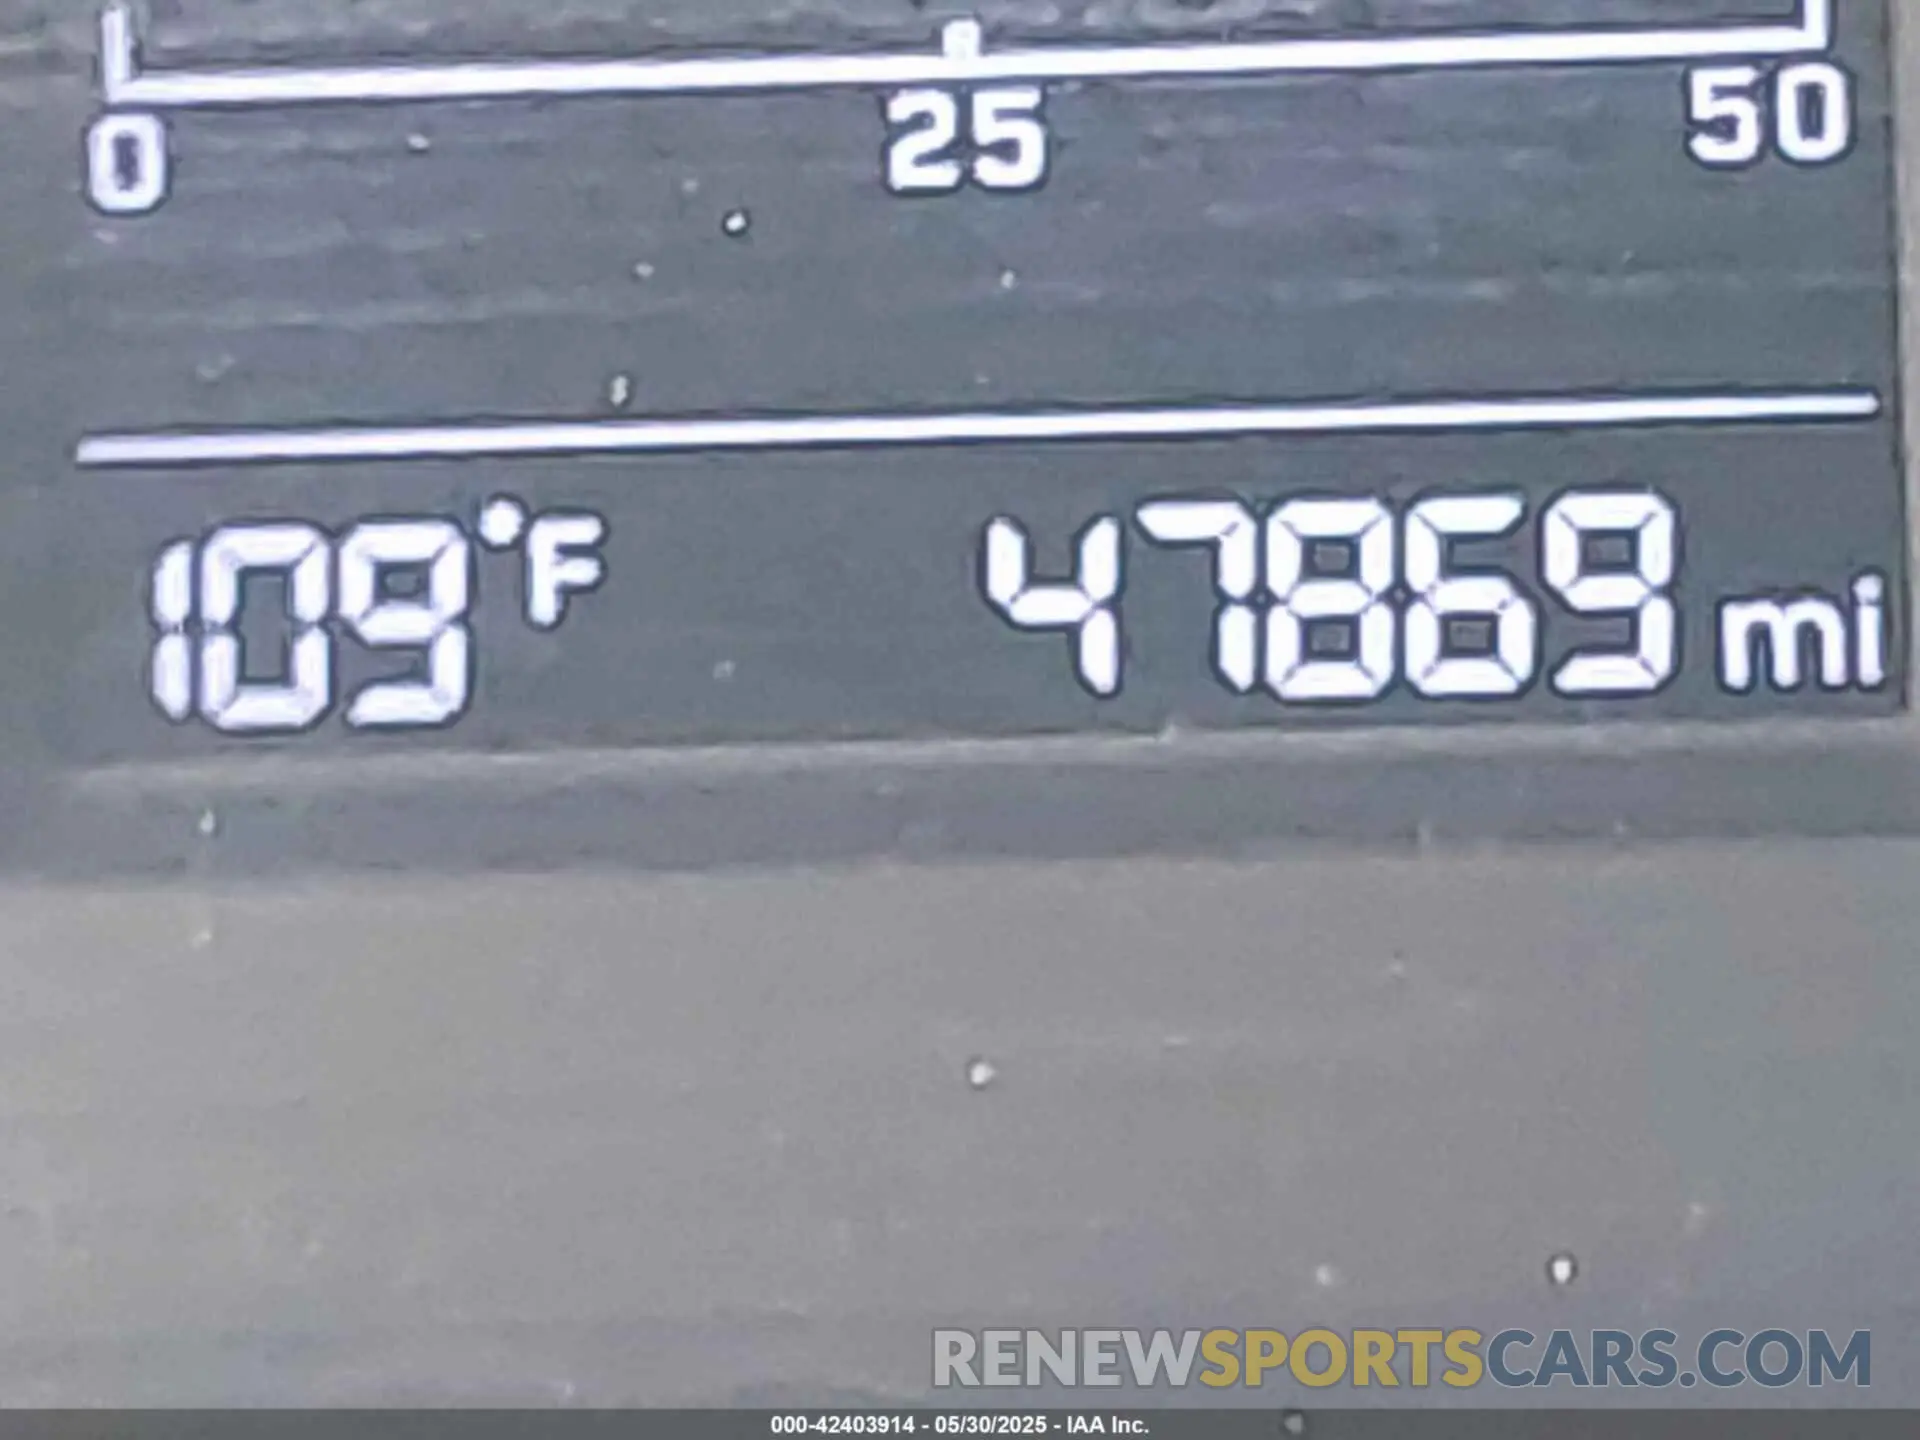 0 25 50
109°F 47869 mi
RENEWSPORTSCARS.COM
000-42403914 - 05/30/2025 - IAA Inc.